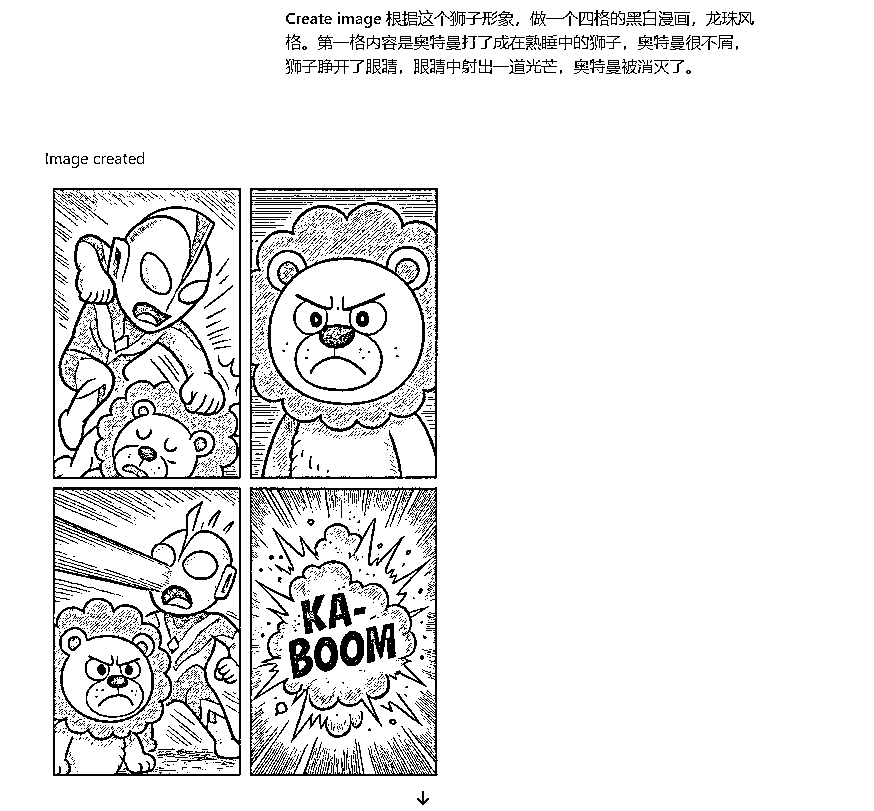 Create image 根据这个狮子形象，做一个四格的黑白漫画，龙珠风
格。第一格内容是奥特曼打了成在熟睡中的狮子，奥特曼很不屑，
狮子睁开了眼睛，眼睛中射出一道光芒，奥特曼被消灭了。
Image created
KA-
BOOM